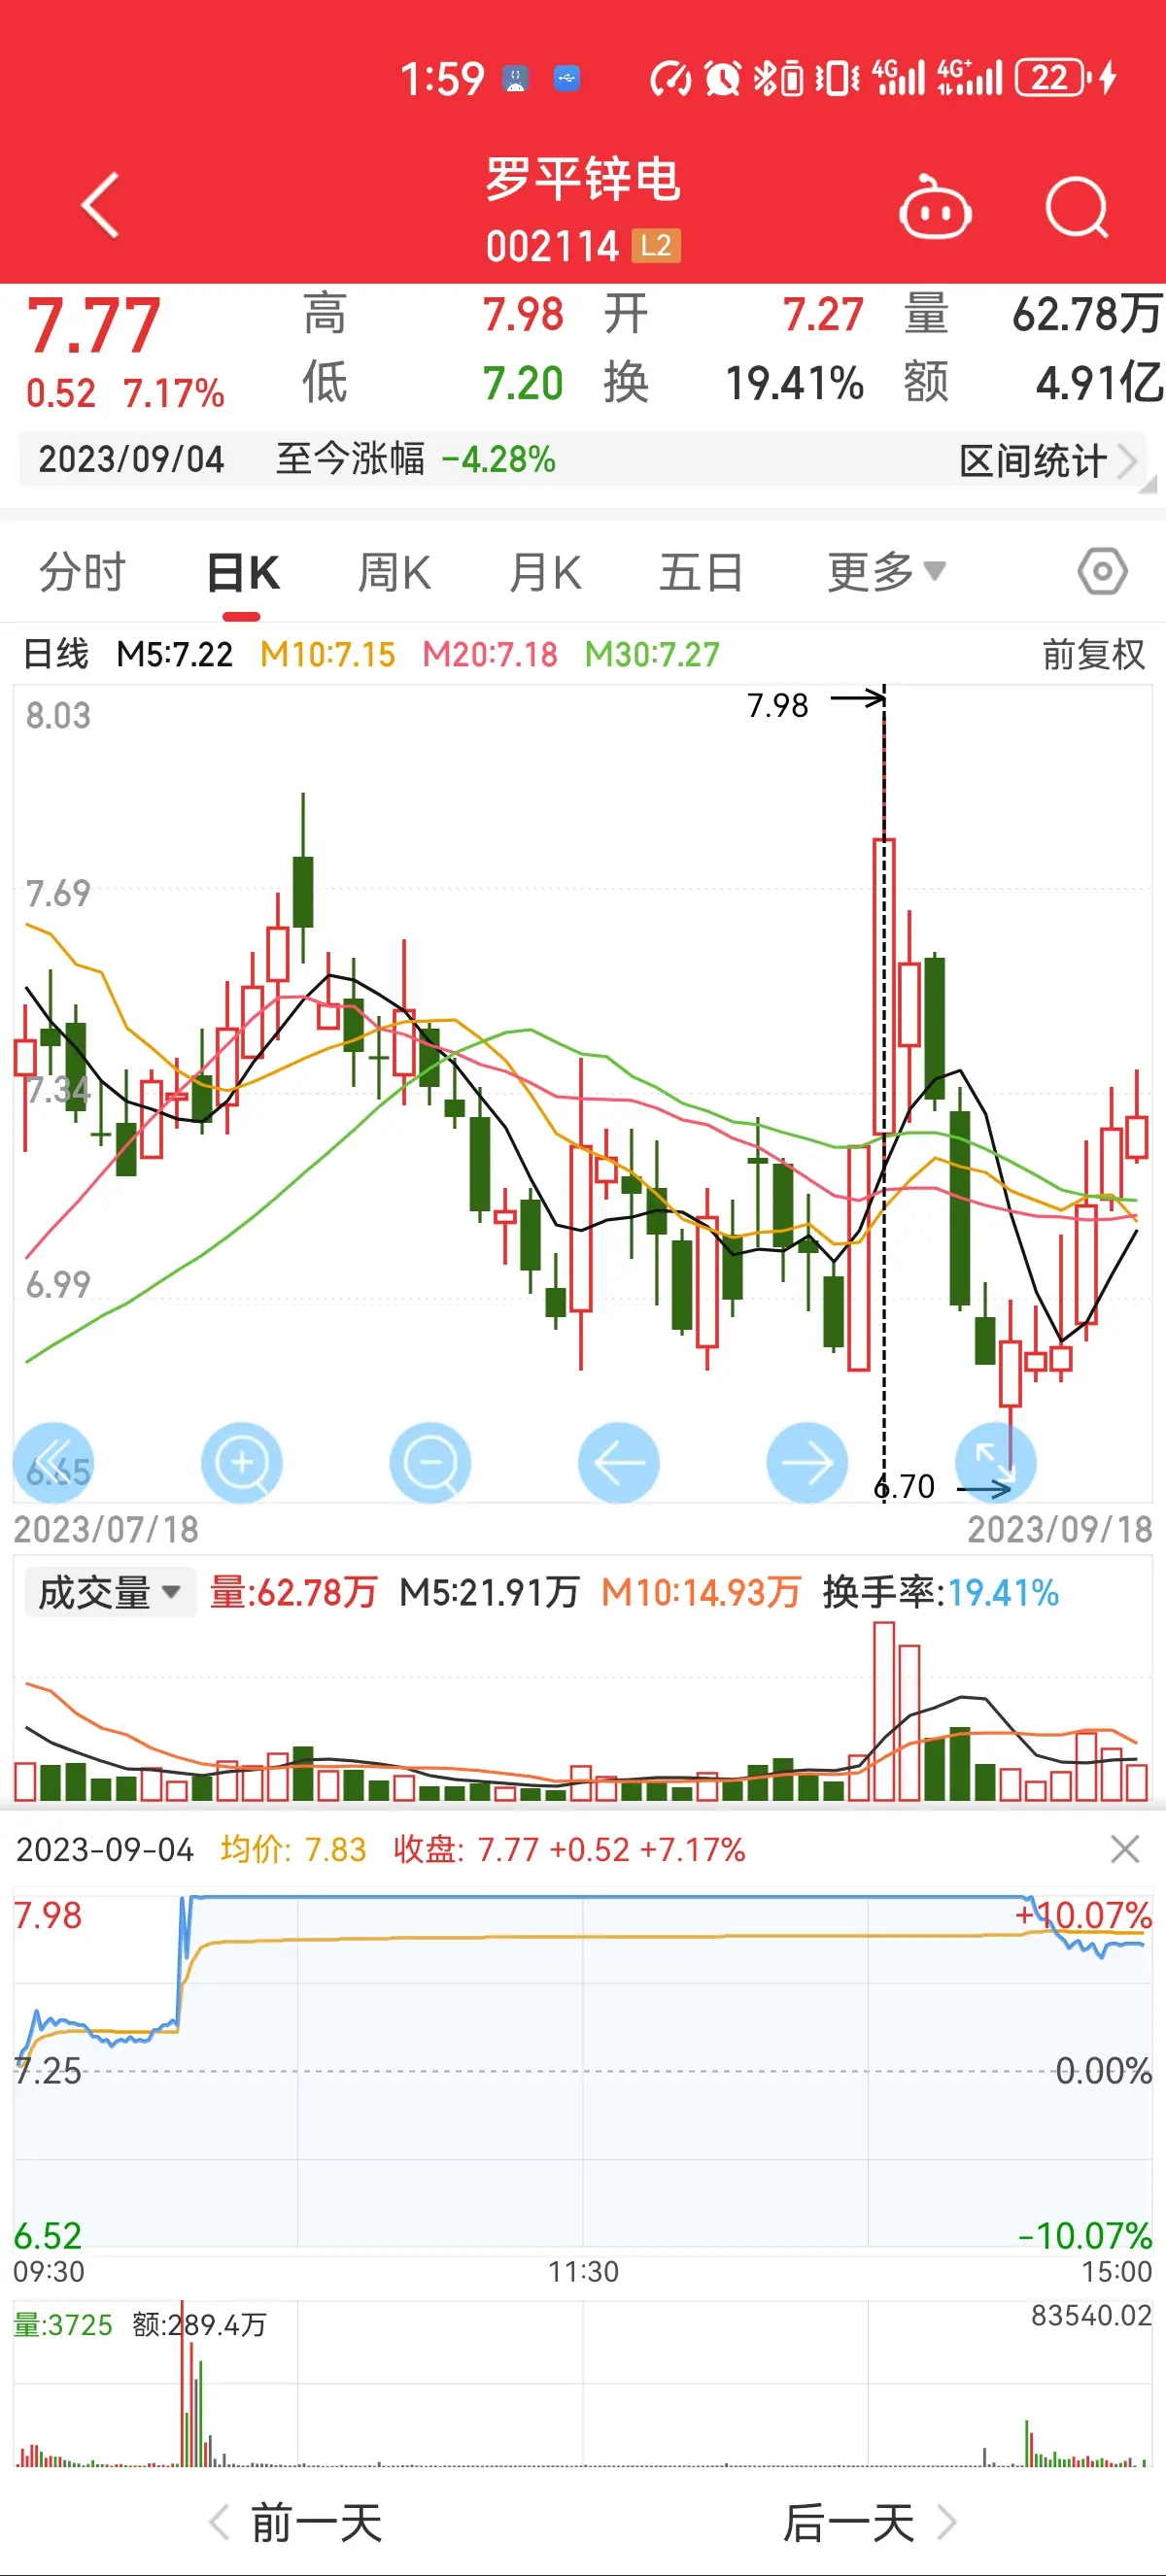 1:59 4G 4G+ 22
罗平锌电
002114 L2
7.77 高 7.98 开 7.27 量 62.78万
0.52 7.17% 低 7.20 换 19.41% 额 4.91亿
2023/09/04 至今涨幅 -4.28% 区间统计
分时 日K 周K 月K 五日 更多
日线 M5:7.22 M10:7.15 M20:7.18 M30:7.27 前复权
8.03
7.98
7.69
7.34
6.99
6.65
6.70
2023/07/18 2023/09/18
成交量 量:62.78万 M5:21.91万 M10:14.93万 换手率:19.41%
2023-09-04 均价: 7.83 收盘: 7.77 +0.52 +7.17%
7.98 +10.07%
7.25 0.00%
6.52 -10.07%
09:30 11:30 15:00
量:3725 额:289.4万 83540.02
前一天 后一天